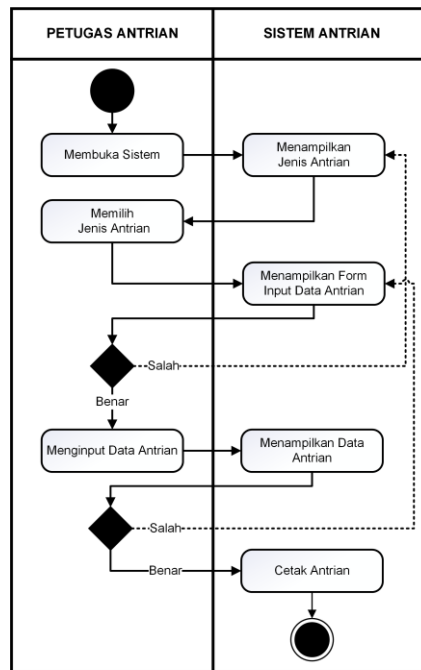 PETUGAS ANTRIAN
SISTEM ANTRIAN
Membuka Sistem
Menampilkan
Jenis Antrian
Memilih
Jenis Antrian
Menampilkan Form
Input Data Antrian
Salah
Benar
Menginput Data Antrian
Menampilkan Data
Antrian
Salah
Benar
Cetak Antrian